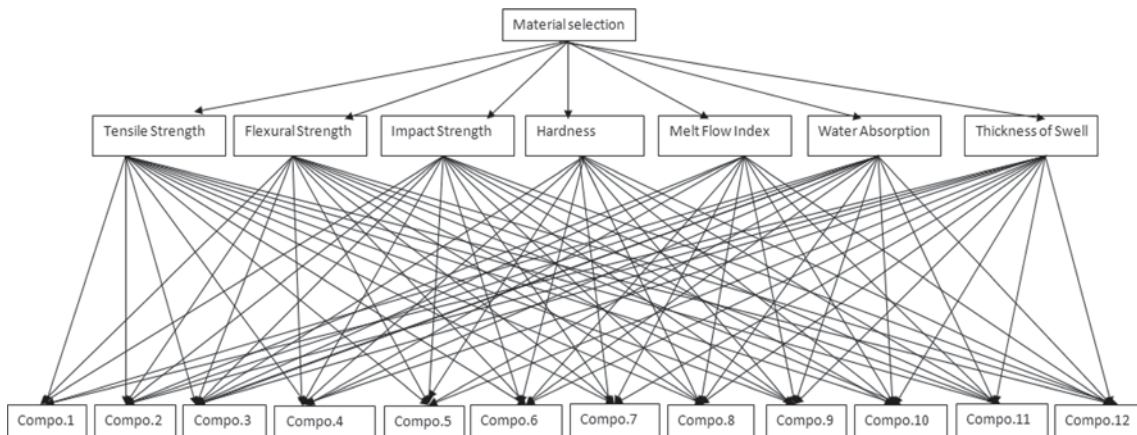 Material selection
Tensile Strength
Flexural Strength
Impact Strength
Hardness
Melt Flow Index
Water Absorption
Thickness of Swell
Compo.1
Compo.2
Compo.3
Compo.4
Compo.5
Compo.6
Compo.7
Compo.8
Compo.9
Compo.10
Compo.11
Compo.12